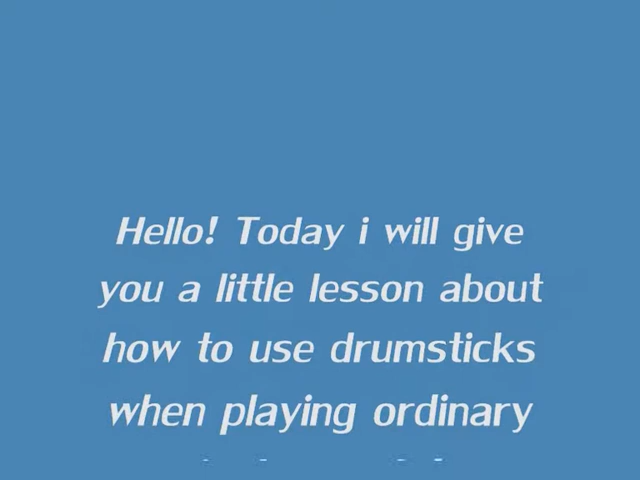 Hello! Today i will give
you a little lesson about
how to use drumsticks
when playing ordinary